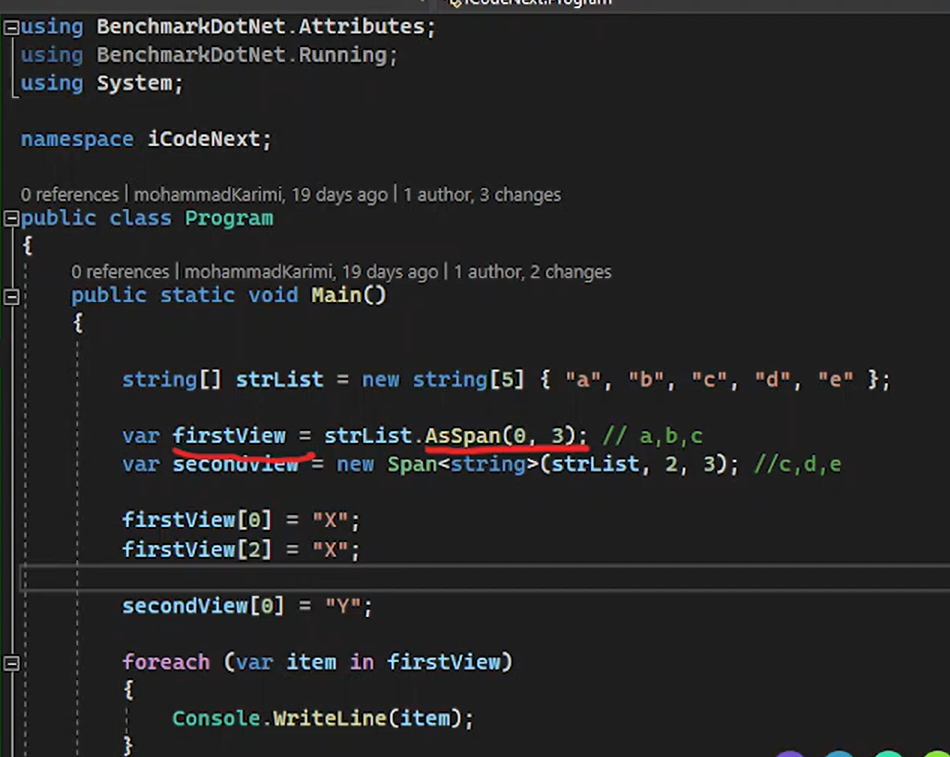 iCodeNext.Program
using BenchmarkDotNet.Attributes;
using BenchmarkDotNet.Running;
using System;
namespace iCodeNext;
0 references | mohammadKarimi, 19 days ago | 1 author, 3 changes
public class Program
{
0 references | mohammadKarimi, 19 days ago | 1 author, 2 changes
public static void Main()
{
string[] strList = new string[5] { "a", "b", "c", "d", "e" };
var firstView = strList.AsSpan(0, 3); // a,b,c
var secondView = new Span<string>(strList, 2, 3); //c,d,e
firstView[0] = "X";
firstView[2] = "X";
secondView[0] = "Y";
foreach (var item in firstView)
{
Console.WriteLine(item);
}